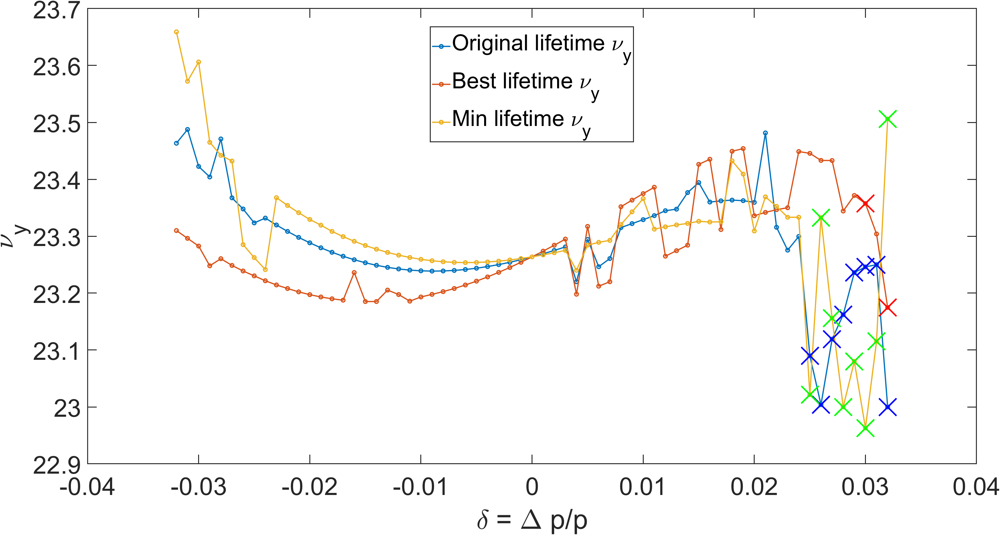 23.7
23.6
23.5
23.4
23.3
23.2
23.1
23
22.9
ν_y
Original lifetime ν_y
Best lifetime ν_y
Min lifetime ν_y
-0.04 -0.03 -0.02 -0.01 0 0.01 0.02 0.03 0.04
δ = Δ p/p